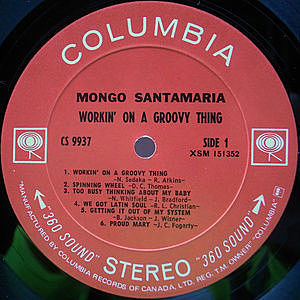 COLUMBIA
MONGO SANTAMARIA
WORKIN' ON A GROOVY THING
CS 9937
SIDE 1
XSM 151352
1. WORKIN' ON A GROOVY THING
- N. Sedaka - R. Atkins -
2. SPINNING WHEEL - D. C. Thomas -
3. TOO BUSY THINKING ABOUT MY BABY
- N. Whitfield - J. Bradford -
4. WE GOT LATIN SOUL - R. L. Christian -
5. GETTING IT OUT OF MY SYSTEM
- B. Jackson - J. Wisner -
6. PROUD MARY - J. C. Fogerty -
"360 SOUND" STEREO "360 SOUND"
MANUFACTURED BY COLUMBIA RECORDS OF CANADA, LTD. REG. T.M. OWNER "COLUMBIA"